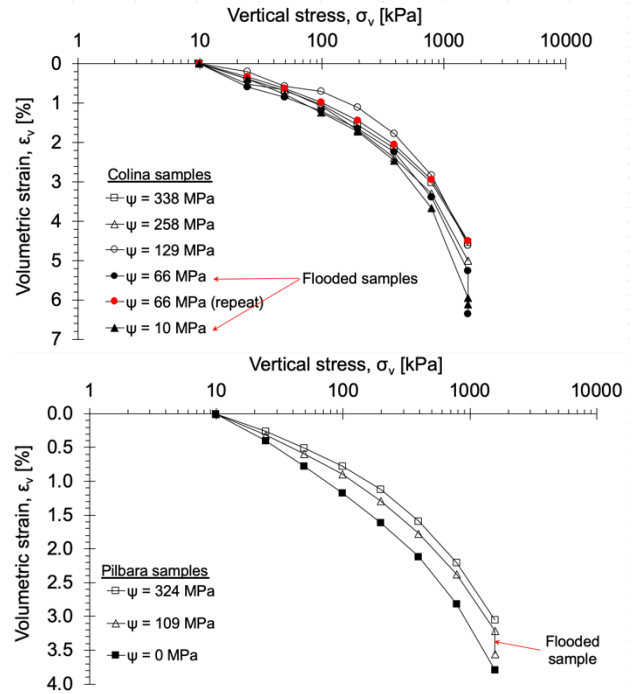 Vertical stress, σᵥ [kPa]
1 10 100 1000 10000
Volumetric strain, εᵥ [%]
0
1
2
3
4
5
6
7
Colina samples
ψ = 338 MPa
ψ = 258 MPa
ψ = 129 MPa
ψ = 66 MPa
ψ = 66 MPa (repeat)
ψ = 10 MPa
Flooded samples
Vertical stress, σᵥ [kPa]
1 10 100 1000 10000
Volumetric strain, εᵥ [%]
0.0
0.5
1.0
1.5
2.0
2.5
3.0
3.5
4.0
Pilbara samples
ψ = 324 MPa
ψ = 109 MPa
ψ = 0 MPa
Flooded
sample